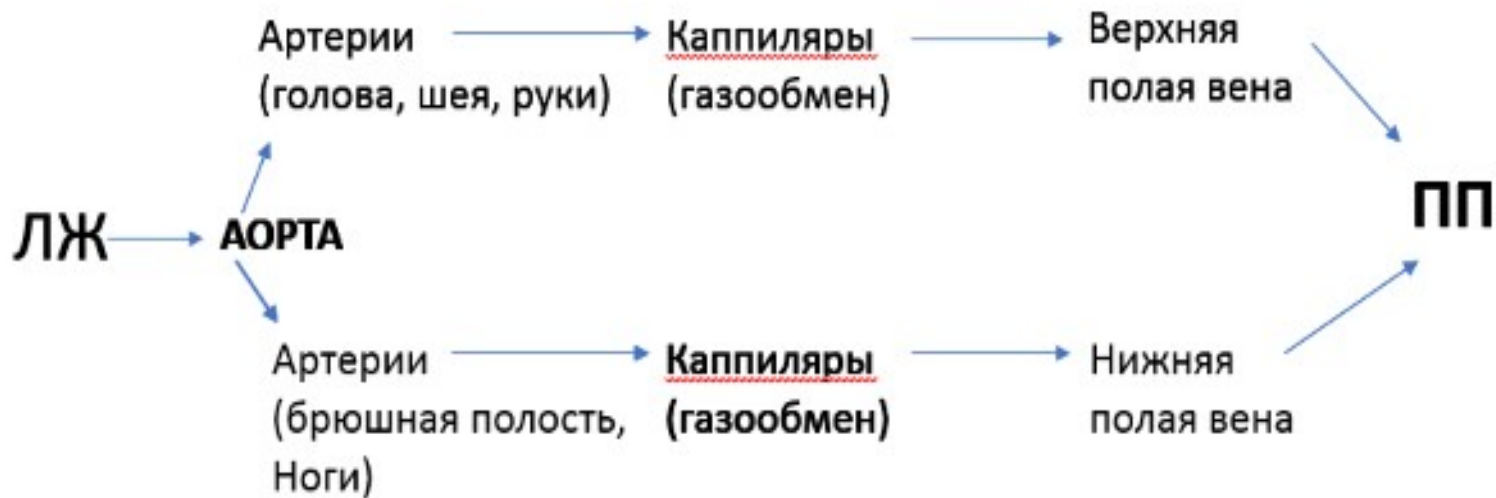 Артерии
(голова, шея, руки)
Каппиляры
(газообмен)
Верхняя
полая вена
ЛЖ
АОРТА
ПП
Артерии
(брюшная полость,
Ноги)
Каппиляры
(газообмен)
Нижняя
полая вена